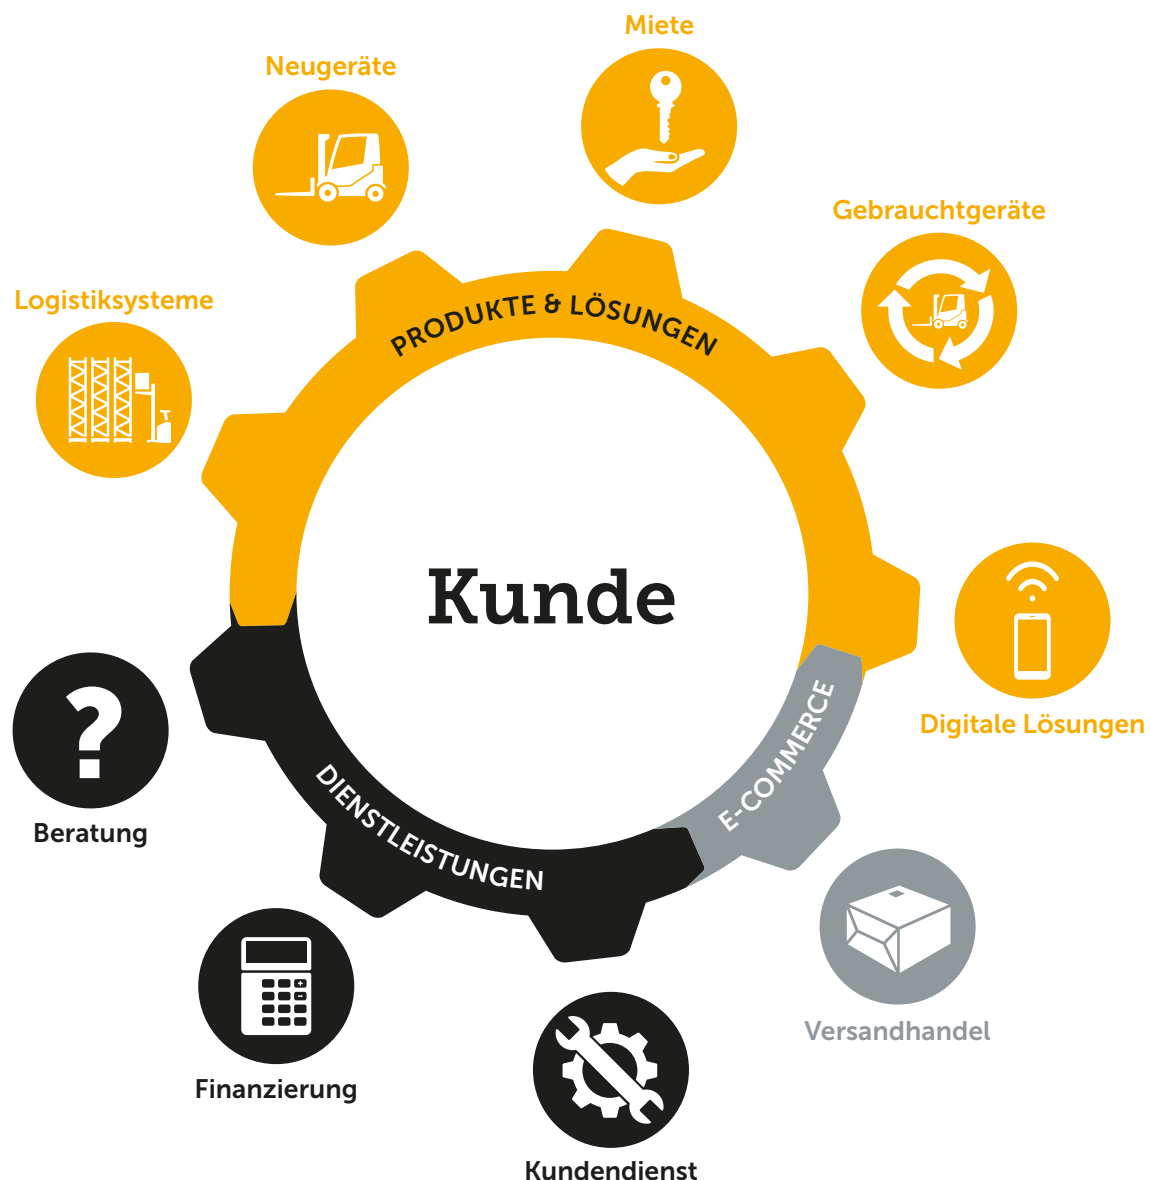 Miete
Neugeräte
Gebrauchtgeräte
Logistiksysteme
PRODUKTE & LÖSUNGEN
Kunde
Digitale Lösungen
E-COMMERCE
DIENSTLEISTUNGEN
Beratung
Versandhandel
Finanzierung
Kundendienst